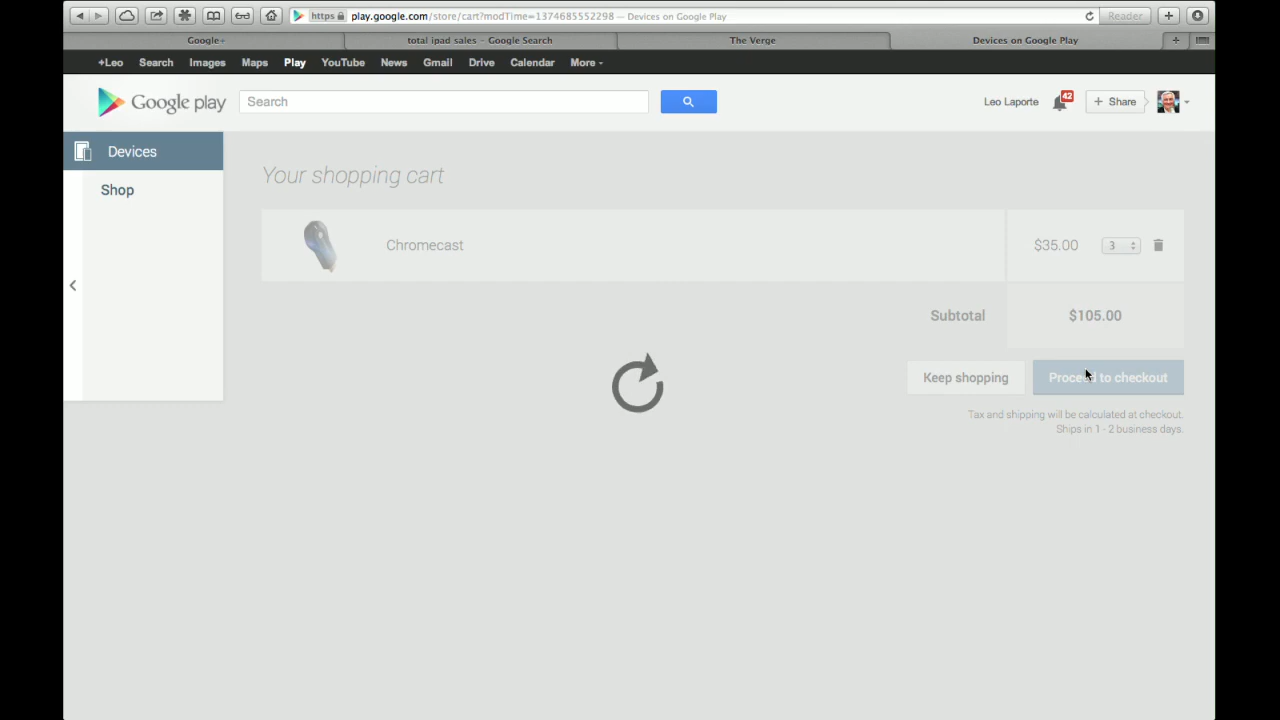 https play.google.com/store/cart?modTime=1374685552298 — Devices on Google Play
Reader
Google+
total ipad sales - Google Search
The Verge
Devices on Google Play
+Leo Search Images Maps Play YouTube News Gmail Drive Calendar More
Google play
Search
Leo Laporte
42
+ Share
Devices
Shop
Your shopping cart
Chromecast
$35.00
3
Subtotal
$105.00
Keep shopping
Proceed to checkout
Tax and shipping will be calculated at checkout.
Ships in 1 - 2 business days.